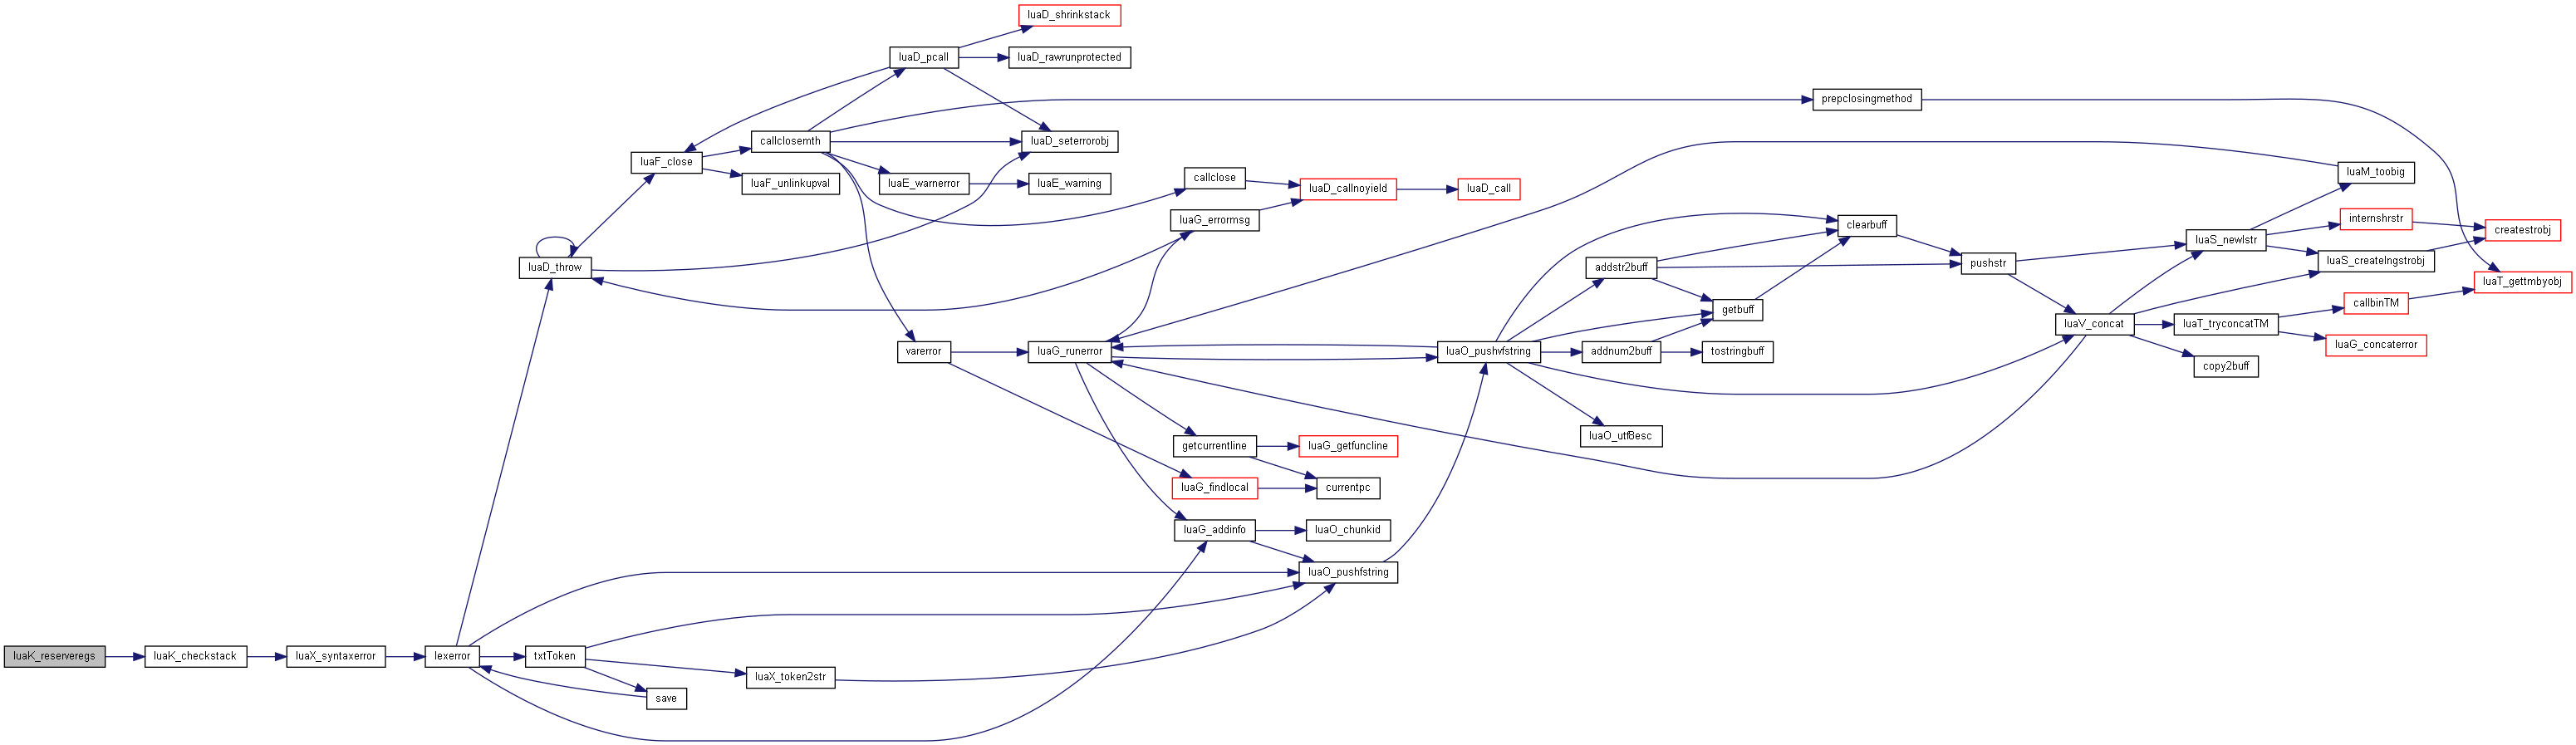 luaD_shrinkstack
luaD_pcall
luaD_rawrunprotected
prepclosingmethod
callclosemth
luaD_seterrorobj
luaF_close
luaM_toobig
callclose
luaF_unlinkupval
luaE_warnerror
luaE_warning
luaD_callnoyield
luaD_call
luaG_errormsg
internshrstr
clearbuff
createstrobj
luaS_newlstr
luaD_throw
addstr2buff
pushstr
luaS_createlngstrobj
luaT_gettmbyobj
getbuff
callbinTM
luaV_concat
luaT_tryconcatTM
varerror
luaG_runerror
luaO_pushvfstring
addnum2buff
tostringbuff
luaG_concaterror
copy2buff
luaO_utf8esc
getcurrentline
luaG_getfuncline
luaG_findlocal
currentpc
luaG_addinfo
luaO_chunkid
luaO_pushfstring
luaK_reserveregs
luaK_checkstack
luaX_syntaxerror
lexerror
txtToken
luaX_token2str
save